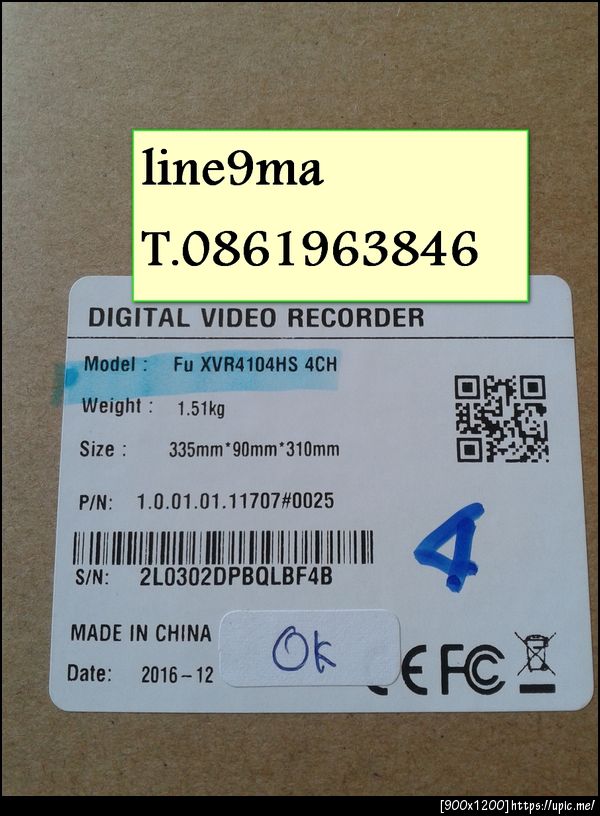 line9ma
T.0861963846
DIGITAL VIDEO RECORDER
Model : Fu XVR4104HS 4CH
Weight : 1.51kg
Size : 335mm*90mm*310mm
P/N: 1.0.01.01.11707#0025
4
S/N: 2L0302DPBQLBF4B
MADE IN CHINA
OK
Date: 2016-12
CE FC
[900x1200]https://upic.me/